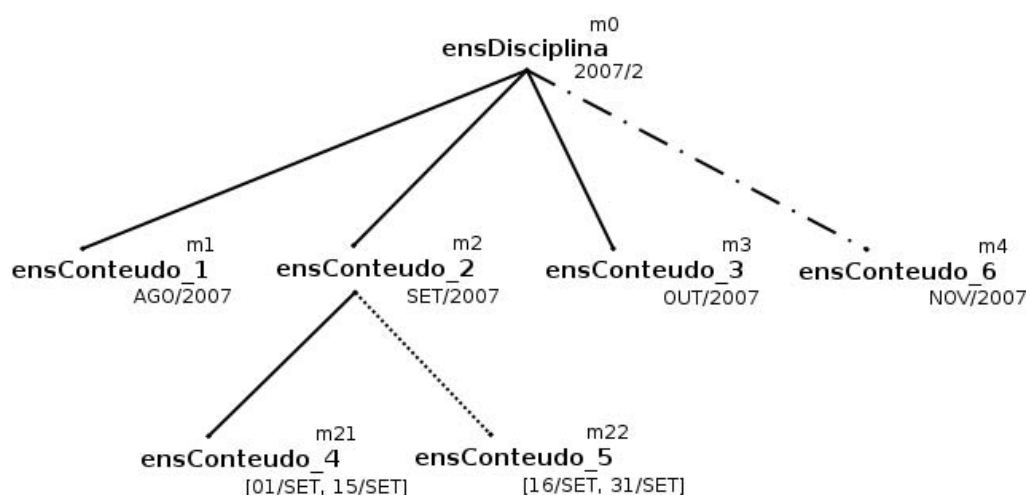 m0
ensDisciplina
2007/2
m1
ensConteudo_1
AGO/2007
m2
ensConteudo_2
SET/2007
m3
ensConteudo_3
OUT/2007
m4
ensConteudo_6
NOV/2007
m21
ensConteudo_4
[01/SET, 15/SET]
m22
ensConteudo_5
[16/SET, 31/SET]